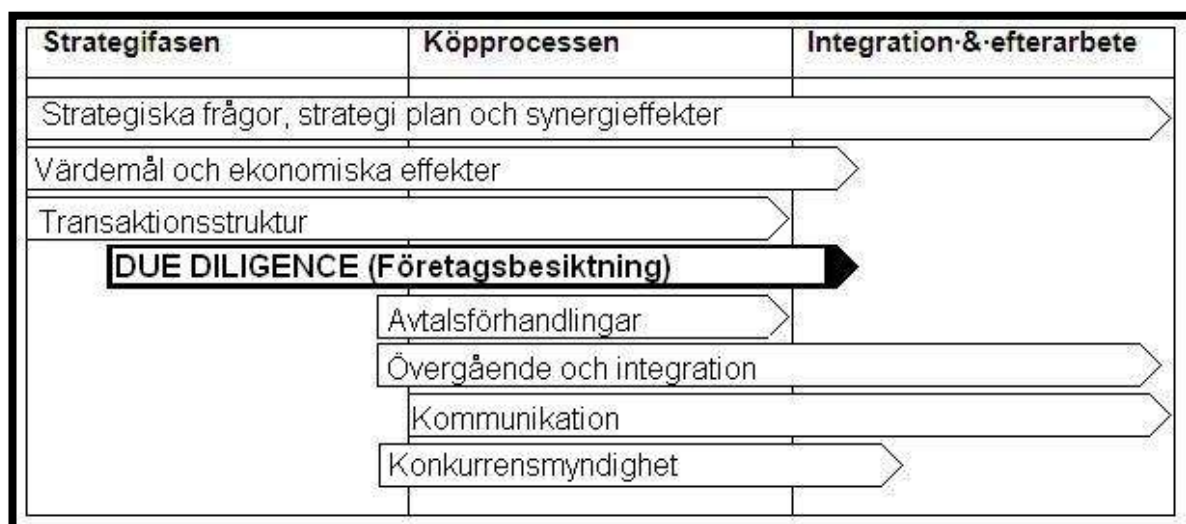 Strategifasen
Köpprocessen
Integration·&·efterarbete
Strategiska frågor, strategi plan och synergieffekter
Värdemål och ekonomiska effekter
Transaktionsstruktur
DUE DILIGENCE (Företagsbesiktning)
Avtalsförhandlingar
Övergående och integration
Kommunikation
Konkurrensmyndighet